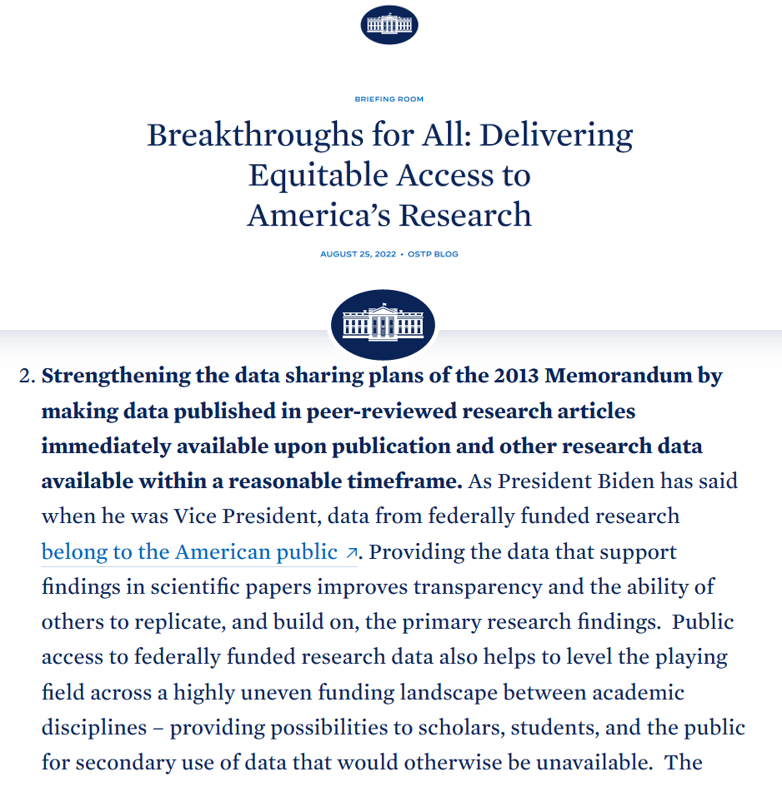 BRIEFING ROOM
Breakthroughs for All: Delivering
Equitable Access to
America’s Research
AUGUST 25, 2022 • OSTP BLOG
2. Strengthening the data sharing plans of the 2013 Memorandum by
making data published in peer-reviewed research articles
immediately available upon publication and other research data
available within a reasonable timeframe. As President Biden has said
when he was Vice President, data from federally funded research
belong to the American public ↗. Providing the data that support
findings in scientific papers improves transparency and the ability of
others to replicate, and build on, the primary research findings.  Public
access to federally funded research data also helps to level the playing
field across a highly uneven funding landscape between academic
disciplines – providing possibilities to scholars, students, and the public
for secondary use of data that would otherwise be unavailable.  The